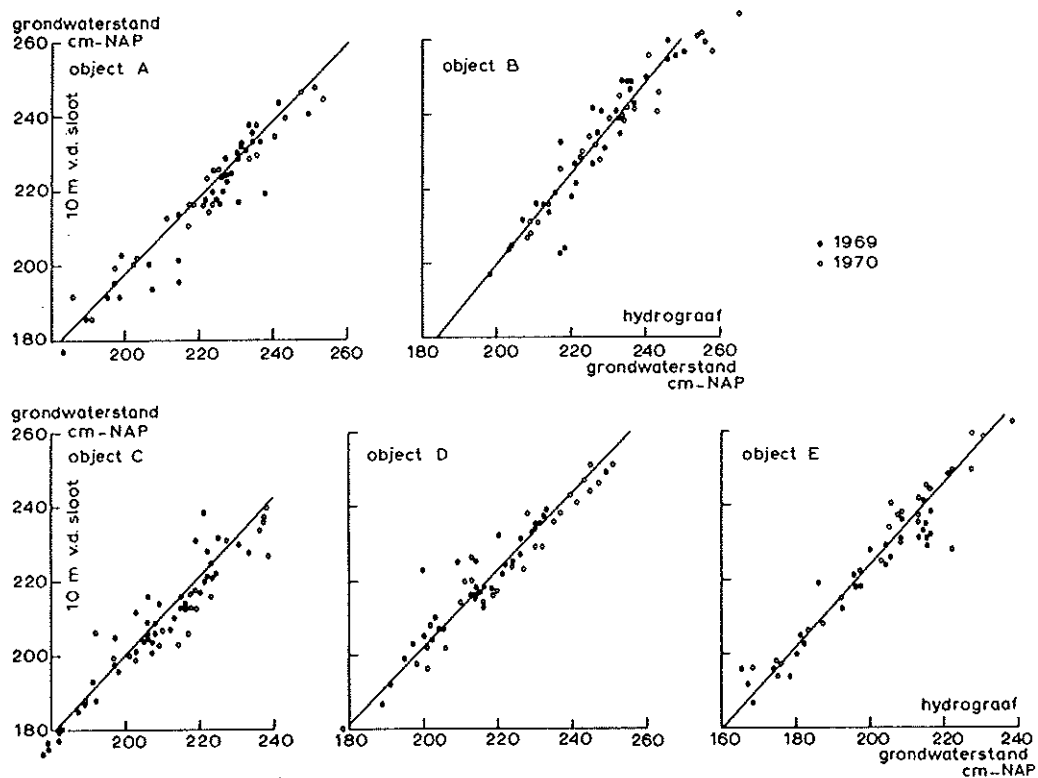 grondwaterstand
cm-NAP
260
object A
240
10 m v.d. sloot
220
200
180
200
220
240
260
object B
hydrograaf
180
200
220
240
260
grondwaterstand
cm-NAP
1969
1970
grondwaterstand
cm-NAP
260
object C
240
10 m v.d. sloot
220
200
180
200
220
240
object D
180
200
220
240
260
object E
hydrograaf
160
180
200
220
240
grondwaterstand
cm-NAP